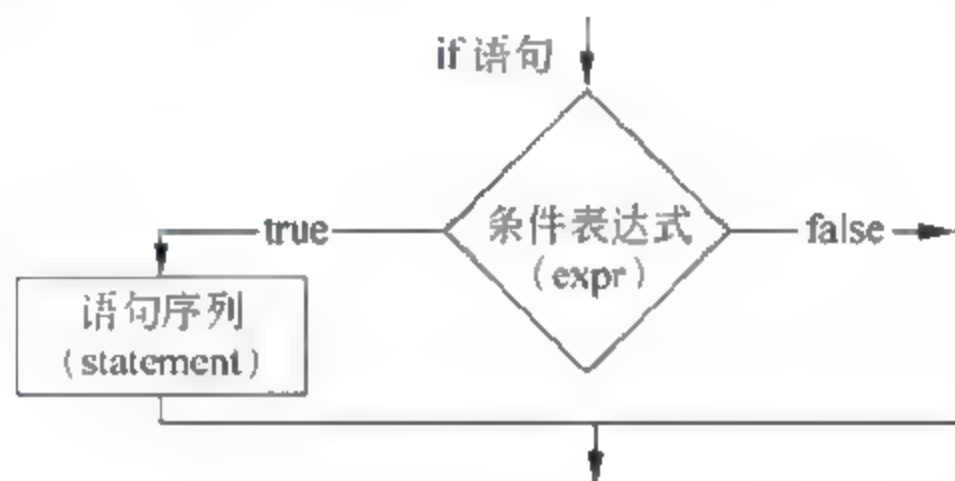 if 语句
条件表达式
（expr）
true
false
语句序列
（statement）